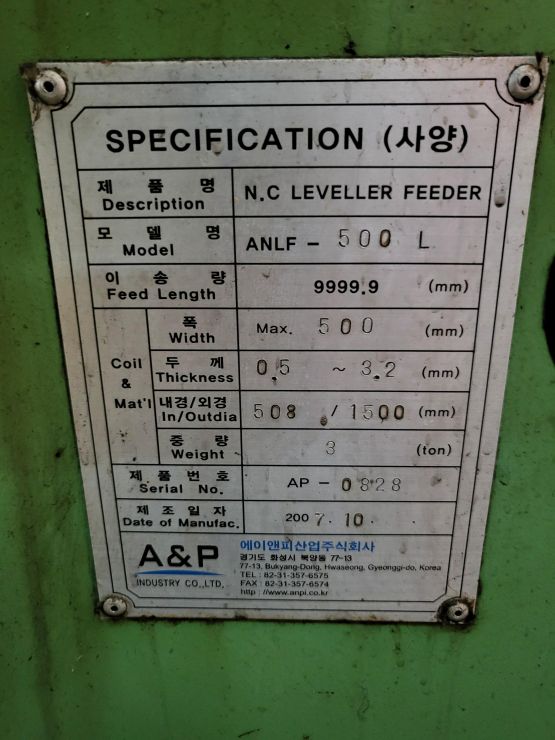 SPECIFICATION (사양)
제 품 명
Description
N.C LEVELLER FEEDER
모 델 명
Model
ANLF - 500 L
이 송 량
Feed Length
9999.9 (mm)
Coil & Mat'l
폭
Width
Max. 500 (mm)
두 께
Thickness
0.5 ~ 3.2 (mm)
내경/외경
In/Outdia
508 / 1500 (mm)
중 량
Weight
3 (ton)
제 품 번 호
Serial No.
AP - 0828
제 조 일 자
Date of Manufac.
2007.10.
A&P
INDUSTRY CO.,LTD.
에이앤피산업주식회사
경기도 화성시 북양동 77-13
77-13, Bukyang-Dong, Hwaseong, Gyeonggi-do, Korea
TEL : 82-31-357-6575
FAX : 82-31-357-6574
http : //www.anpi.co.kr